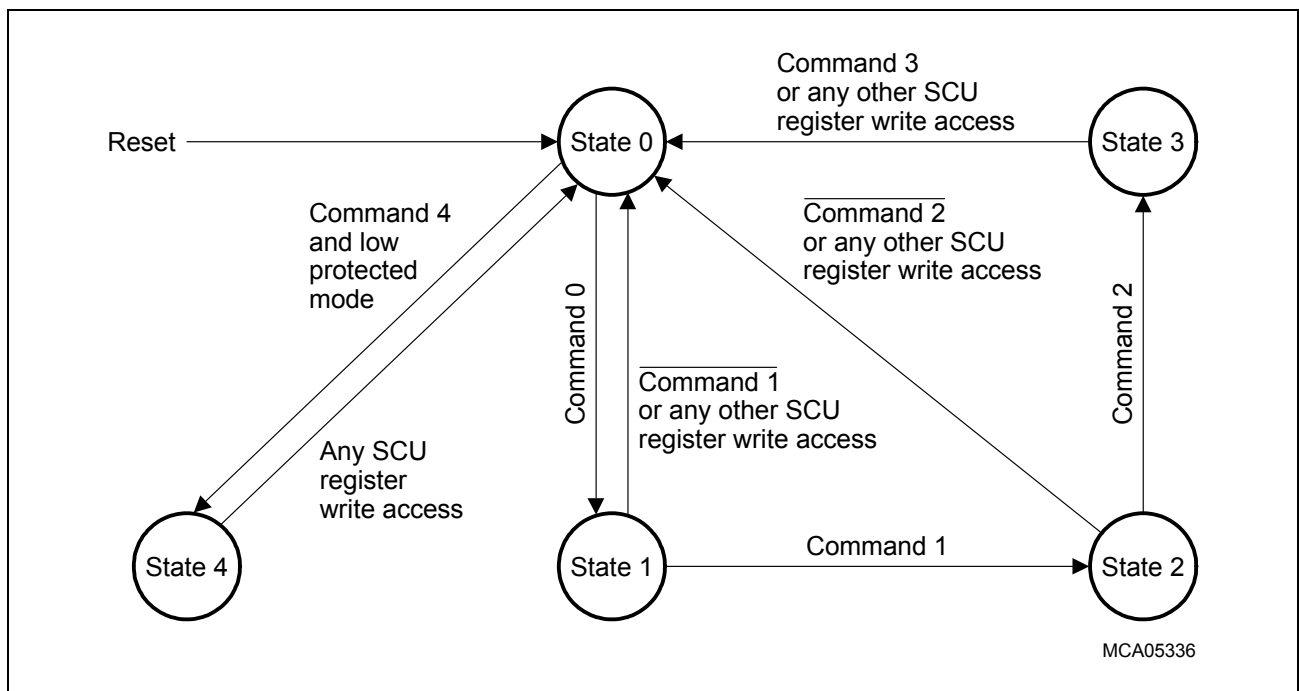 Command 3
or any other SCU
register write access
Reset
State 0
State 3
Command 4
and low
protected
mode
Command 2
or any other SCU
register write access
Command 0
Command 2
Command 1
or any other SCU
register write access
Any SCU
register
write access
State 4
State 1
Command 1
State 2
MCA05336